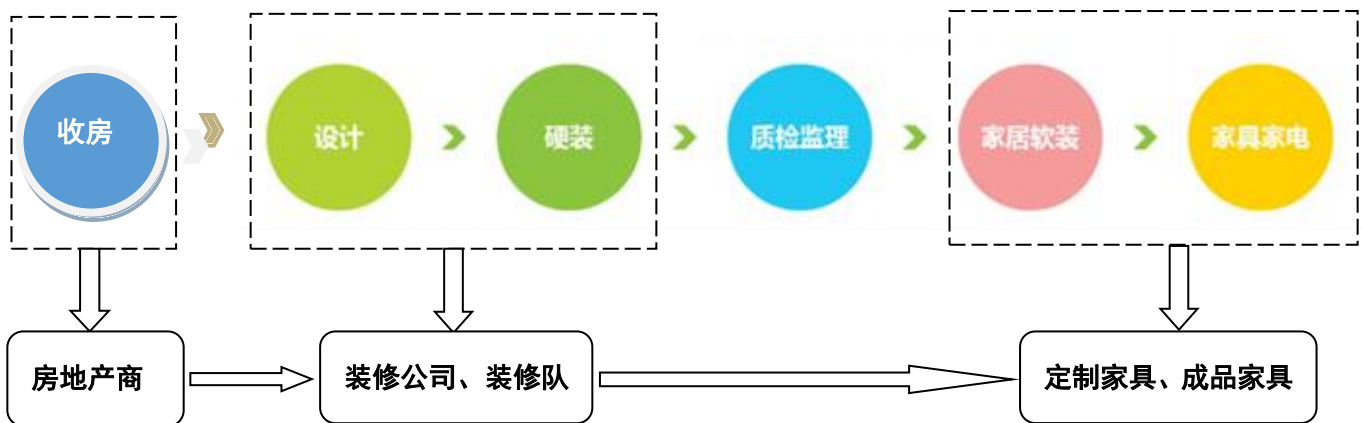 收房
设计
硬装
质检监理
家居软装
家具家电
房地产商
装修公司、装修队
定制家具、成品家具